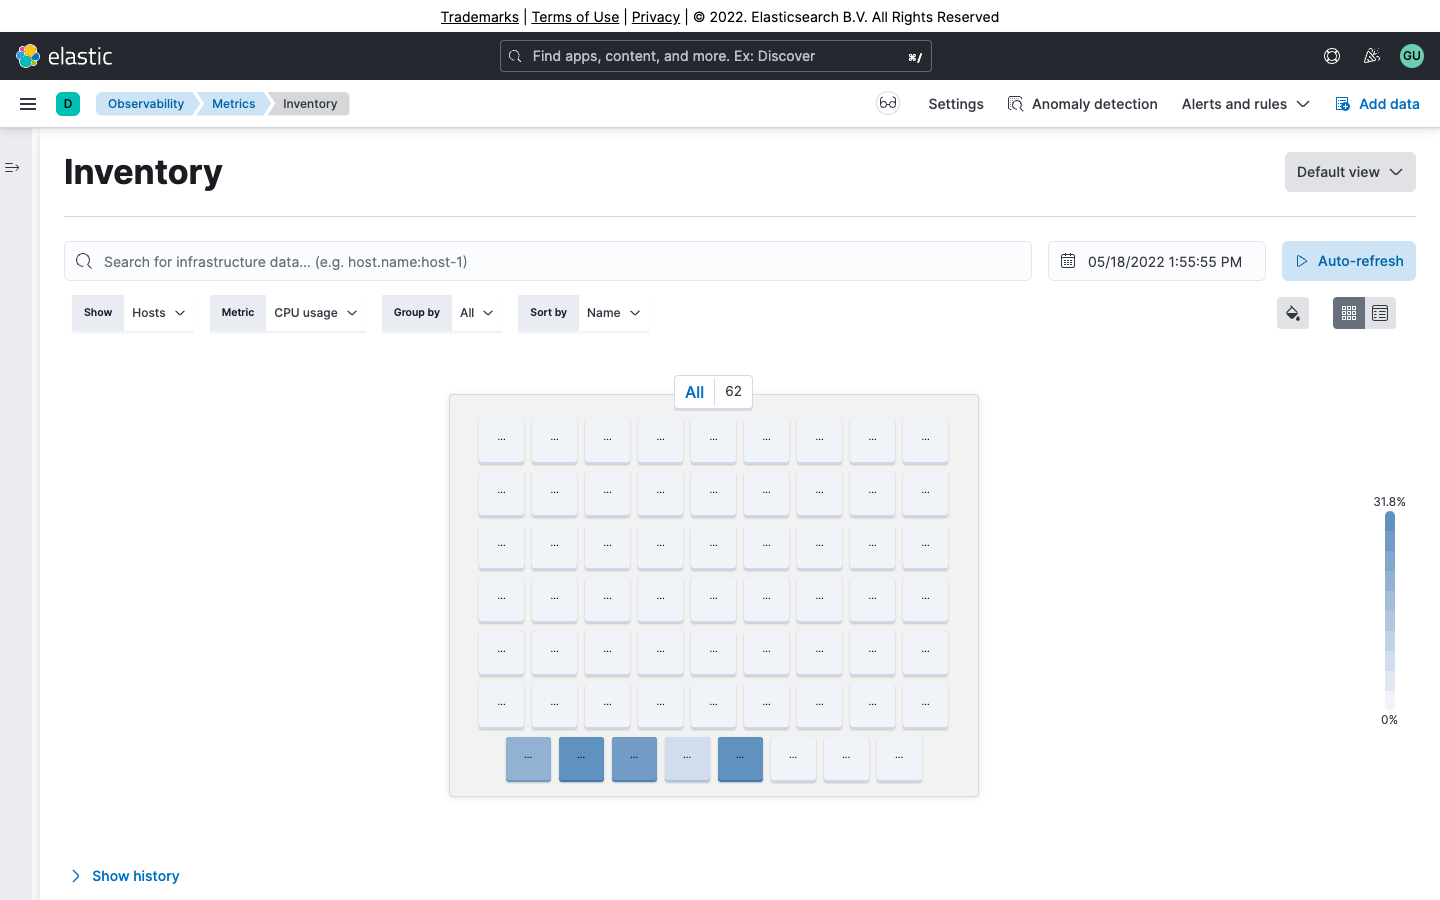 Trademarks | Terms of Use | Privacy | © 2022. Elasticsearch B.V. All Rights Reserved
elastic Find apps, content, and more. Ex: Discover ⌘/ GU
D Observability Metrics Inventory Settings Anomaly detection Alerts and rules Add data
Inventory Default view
Search for infrastructure data... (e.g. host.name:host-1) 05/18/2022 1:55:55 PM Auto-refresh
Show Hosts Metric CPU usage Group by All Sort by Name
All 62
... ... ... ... ... ... ... ... ...
... ... ... ... ... ... ... ... ...
... ... ... ... ... ... ... ... ...
... ... ... ... ... ... ... ... ...
... ... ... ... ... ... ... ... ...
... ... ... ... ... ... ... ... ...
... ... ... ... ... ... ... ...
31.8%
0%
Show history